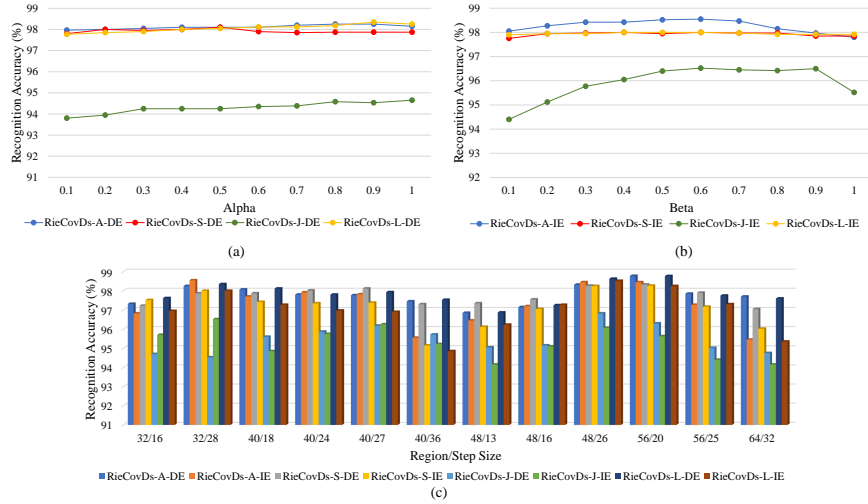 Recognition Accuracy (%)
99
98
97
96
95
94
93
92
91
0.1 0.2 0.3 0.4 0.5 0.6 0.7 0.8 0.9 1
Alpha
RieCovDs-A-DE RieCovDs-S-DE RieCovDs-J-DE RieCovDs-L-DE
(a)
Recognition Accuracy (%)
99
98
97
96
95
94
93
92
0.1 0.2 0.3 0.4 0.5 0.6 0.7 0.8 0.9 1
Beta
RieCovDs-A-IE RieCovDs-S-IE RieCovDs-J-IE RieCovDs-L-IE
(b)
Recognition Accuracy (%)
99
98
97
96
95
94
93
92
91
32/16 32/28 40/18 40/24 40/27 40/36 48/13 48/16 48/26 56/20 56/25 64/32
Region/Step Size
RieCovDs-A-DE RieCovDs-A-IE RieCovDs-S-DE RieCovDs-S-IE RieCovDs-J-DE RieCovDs-J-IE RieCovDs-L-DE RieCovDs-L-IE
(c)